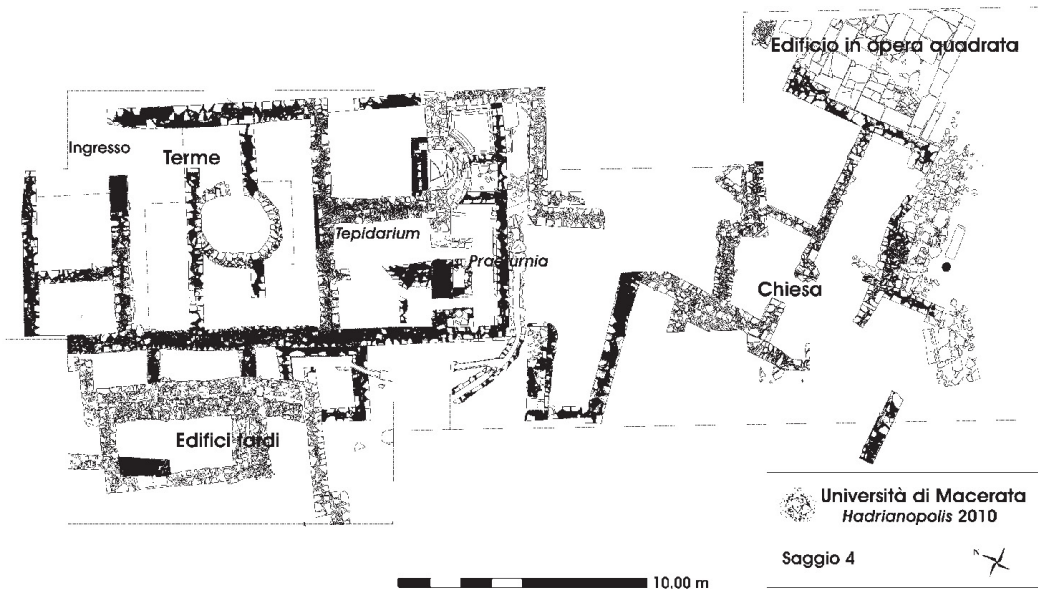 Edificio in opera quadrata
Ingresso
Terme
Tepidarium
Praefurnia
Chiesa
Edifici tardi
Università di Macerata
Hadrianopolis 2010
Saggio 4
N
10.00 m